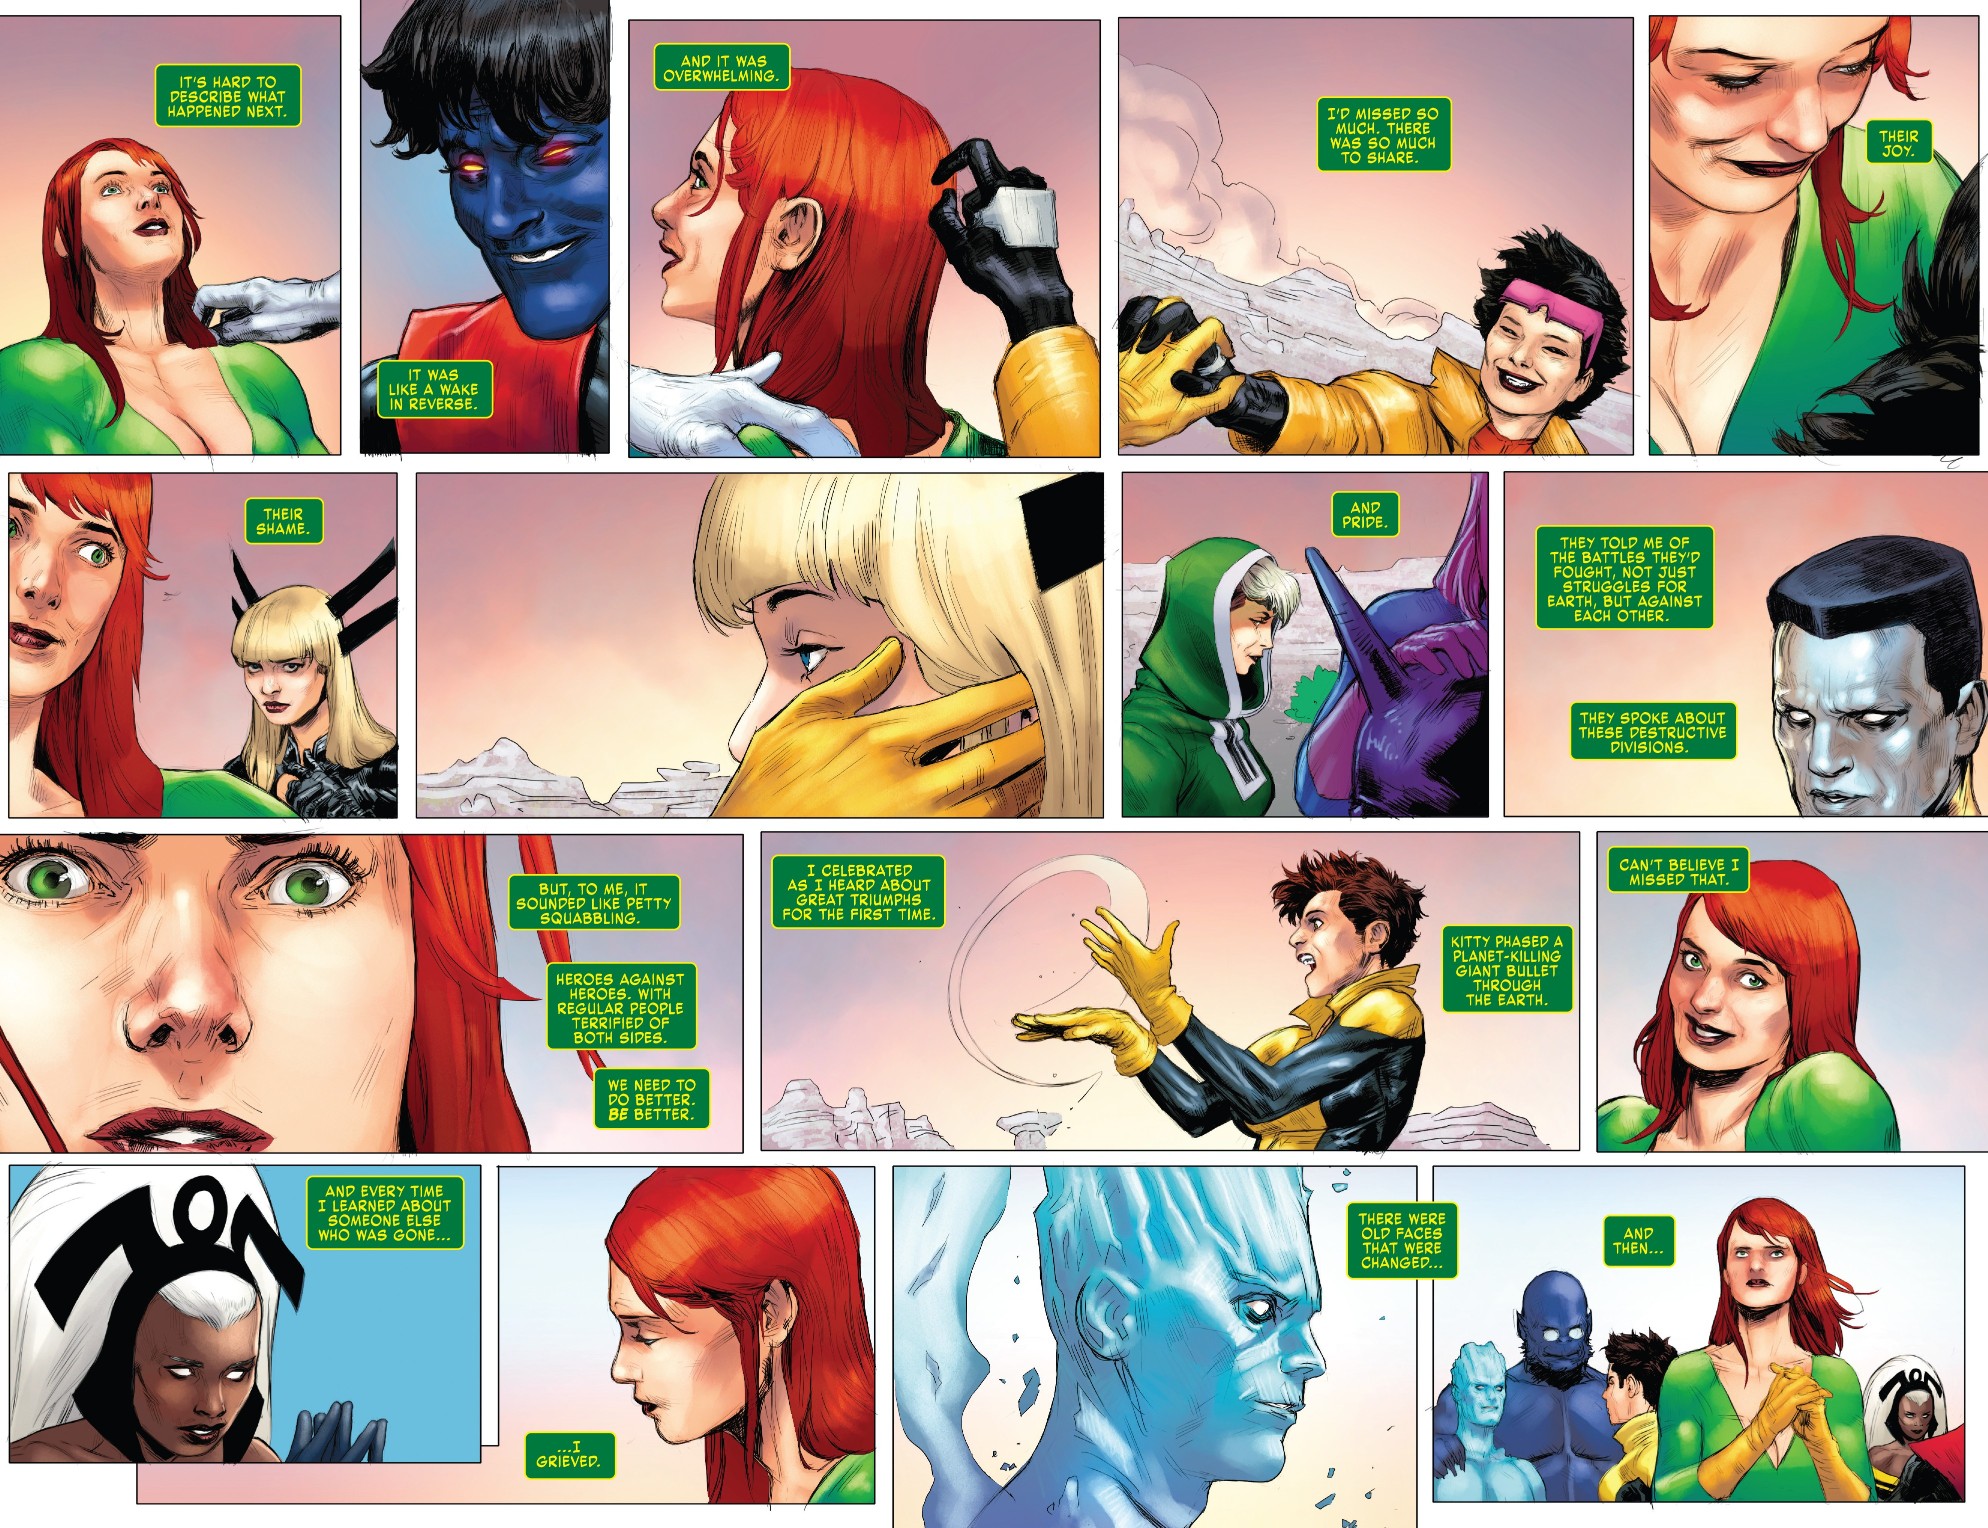 IT'S HARD TO
DESCRIBE WHAT
HAPPENED NEXT.
IT WAS
LIKE A WAKE
IN REVERSE.
AND IT WAS
OVERWHELMING.
I'D MISSED SO
MUCH. THERE
WAS SO MUCH
TO SHARE.
THEIR
JOY.
THEIR
SHAME.
AND
PRIDE.
THEY TOLD ME OF
THE BATTLES THEY'D
FOUGHT, NOT JUST
STRUGGLES FOR
EARTH, BUT AGAINST
EACH OTHER.
THEY SPOKE ABOUT
THESE DESTRUCTIVE
DIVISIONS.
BUT, TO ME, IT
SOUNDED LIKE PETTY
SQUABBLING.
HEROES AGAINST
HEROES. WITH
REGULAR PEOPLE
TERRIFIED OF
BOTH SIDES.
WE NEED TO
DO BETTER.
BE BETTER.
I CELEBRATED
AS I HEARD ABOUT
GREAT TRIUMPHS
FOR THE FIRST TIME.
KITTY PHASED A
PLANET-KILLING
GIANT BULLET
THROUGH
THE EARTH.
CAN'T BELIEVE I
MISSED THAT.
AND EVERY TIME
I LEARNED ABOUT
SOMEONE ELSE
WHO WAS GONE...
...I
GRIEVED.
THERE WERE
OLD FACES
THAT WERE
CHANGED...
AND
THEN...